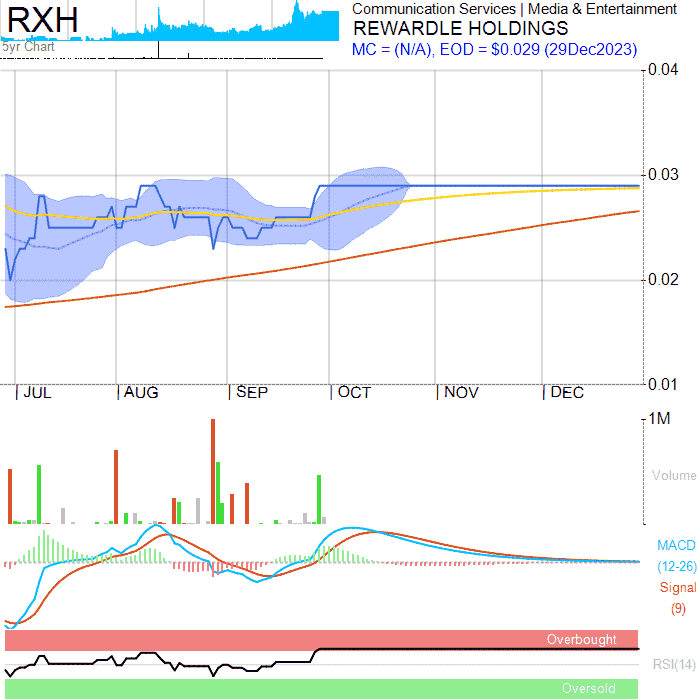 RXH
5yr Chart
Communication Services | Media & Entertainment
REWARDLE HOLDINGS
MC = (N/A), EOD = $0.029 (29Dec2023)
0.04
0.03
0.02
0.01
JUL AUG SEP OCT NOV DEC
1M
Volume
MACD
(12-26)
Signal
(9)
Overbought
RSI(14)
Oversold